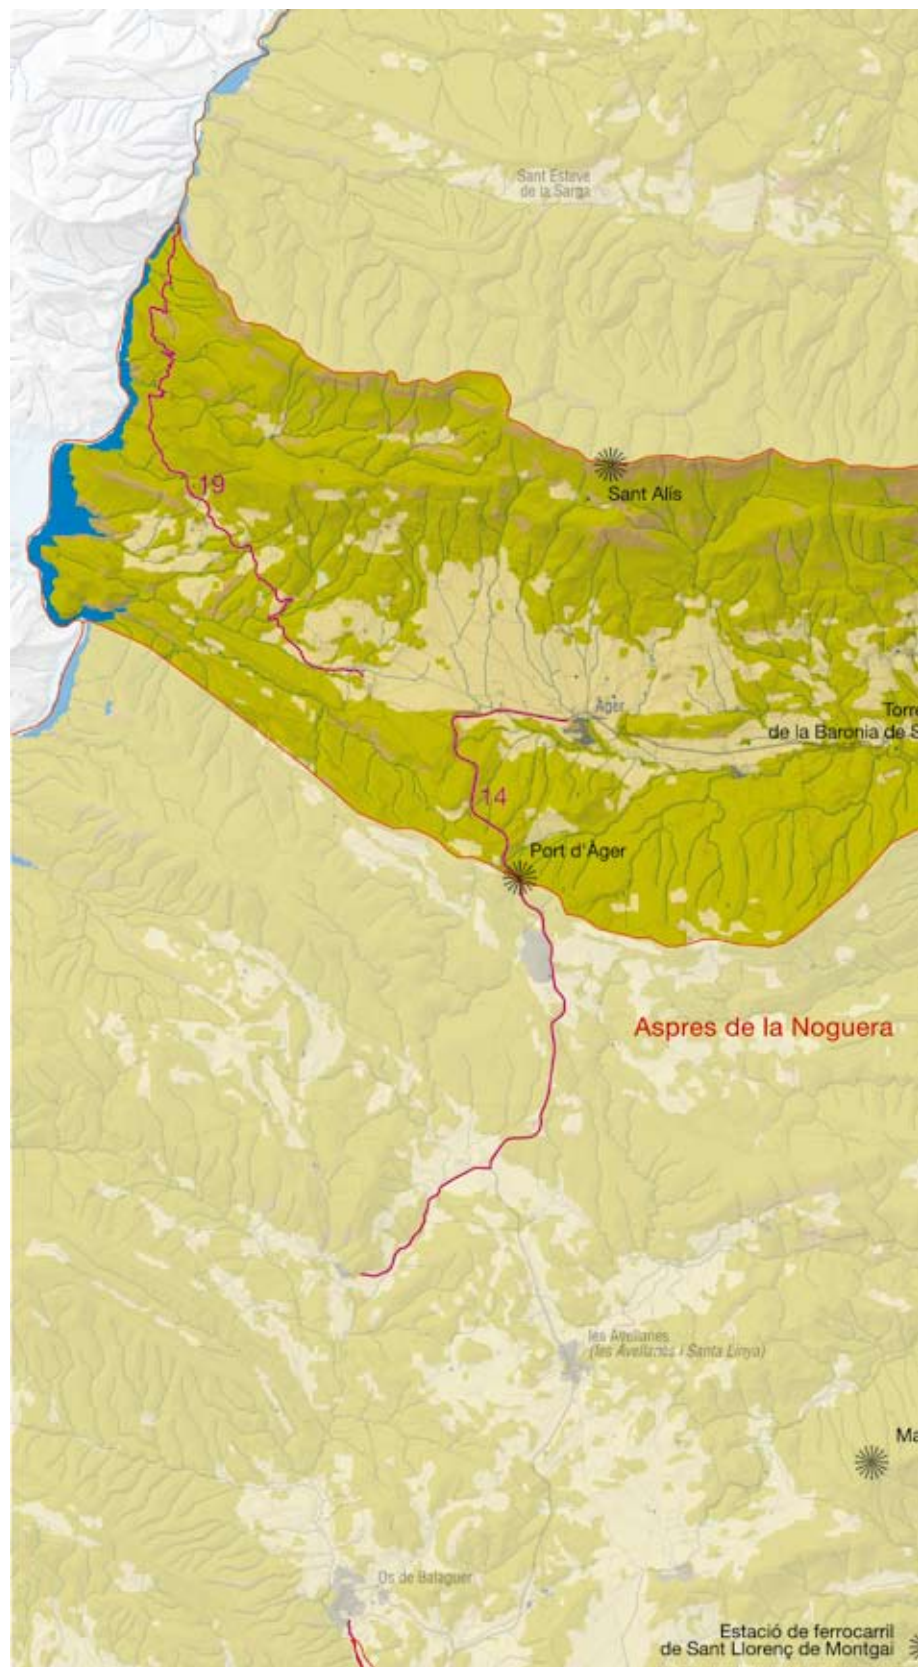 Sant Esteve
de la Sarga
19
Sant Alís
Àger
Torre
de la Baronia de S
14
Port d'Àger
Aspres de la Noguera
les Avellanes
(les Avellanes i Santa Linya)
Ma
Os de Balaguer
Estació de ferrocarril
de Sant Llorenç de Montgai